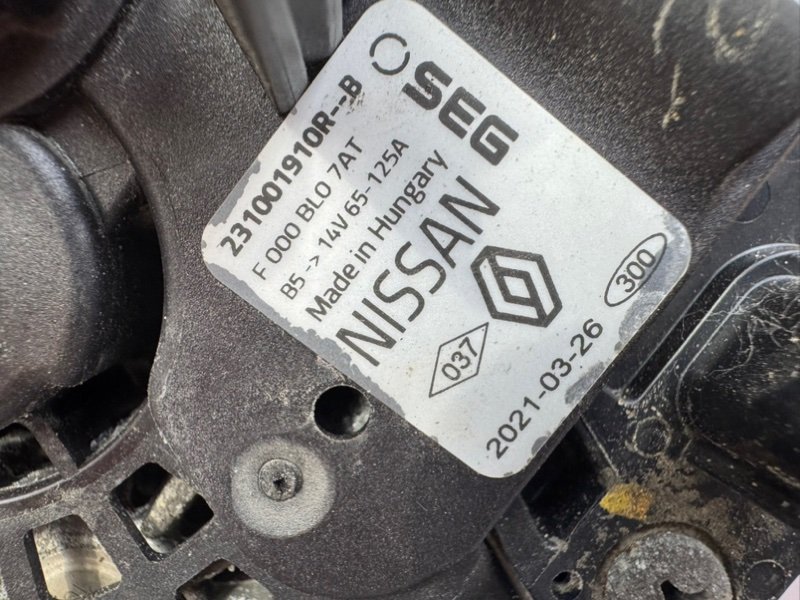 SEG
231001910R--B
F 000 BL0 7AT
B5 -> 14V 65-125A
Made in Hungary
NISSAN
037
300
2021-03-26